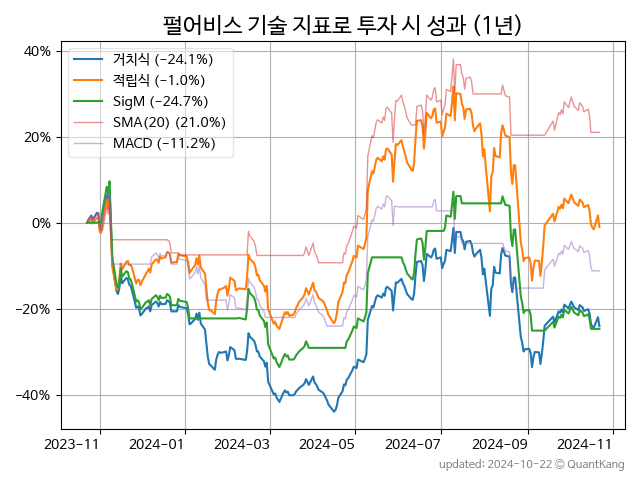 펄어비스 기술 지표로 투자 시 성과 (1년)
40%
20%
0%
−20%
−40%
거치식 (−24.1%)
적립식 (−1.0%)
SigM (−24.7%)
SMA(20) (21.0%)
MACD (−11.2%)
2023-11 2024-01 2024-03 2024-05 2024-07 2024-09 2024-11
updated: 2024-10-22 © QuantKang